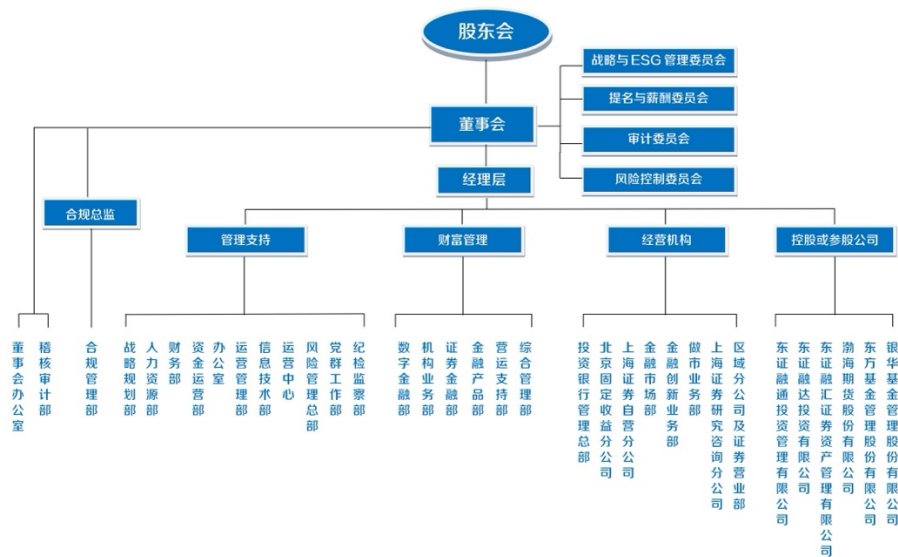 股东会
战略与ESG管理委员会
提名与薪酬委员会
董事会
审计委员会
经理层
风险控制委员会
合规总监
管理支持
财富管理
经营机构
控股或参股公司
董事会办公室
稽核审计部
合规管理部
战略规划部
人力资源部
财务部
资金运营部
办公室
运营管理部
信息技术部
运营中心
风险管理总部
党群工作部
纪检监察部
数字金融部
机构业务部
证券金融部
金融产品部
营运支持部
综合管理部
投资银行管理总部
北京固定收益分公司
上海证券自营分公司
金融市场部
金融创新业务部
做市业务部
上海证券研究咨询分公司
区域分公司及证券营业部
东证融通投资管理有限公司
东证融达投资有限公司
东证融汇证券资产管理有限公司
渤海期货股份有限公司
东方基金管理股份有限公司
银华基金管理股份有限公司